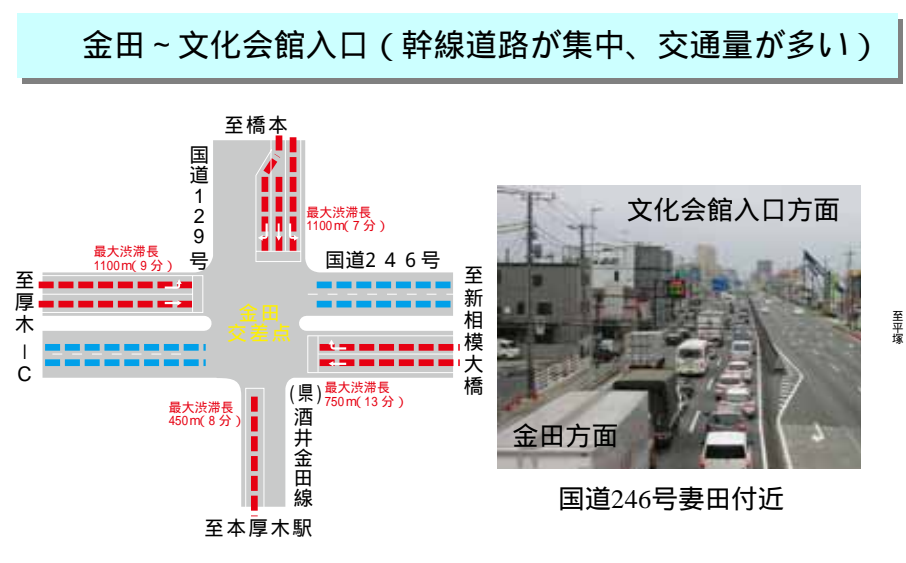 金田～文化会館入口（幹線道路が集中、交通量が多い）
至橋本
国道129号
最大渋滞長
1100m(７分)
最大渋滞長
1100m(９分)
国道２４６号
至厚木IC
金田
交差点
至新相模大橋
最大渋滞長
750m(13分)
最大渋滞長
450m(８分)
(県)酒井金田線
至本厚木駅
文化会館入口方面
金田方面
国道246号妻田付近
至平塚